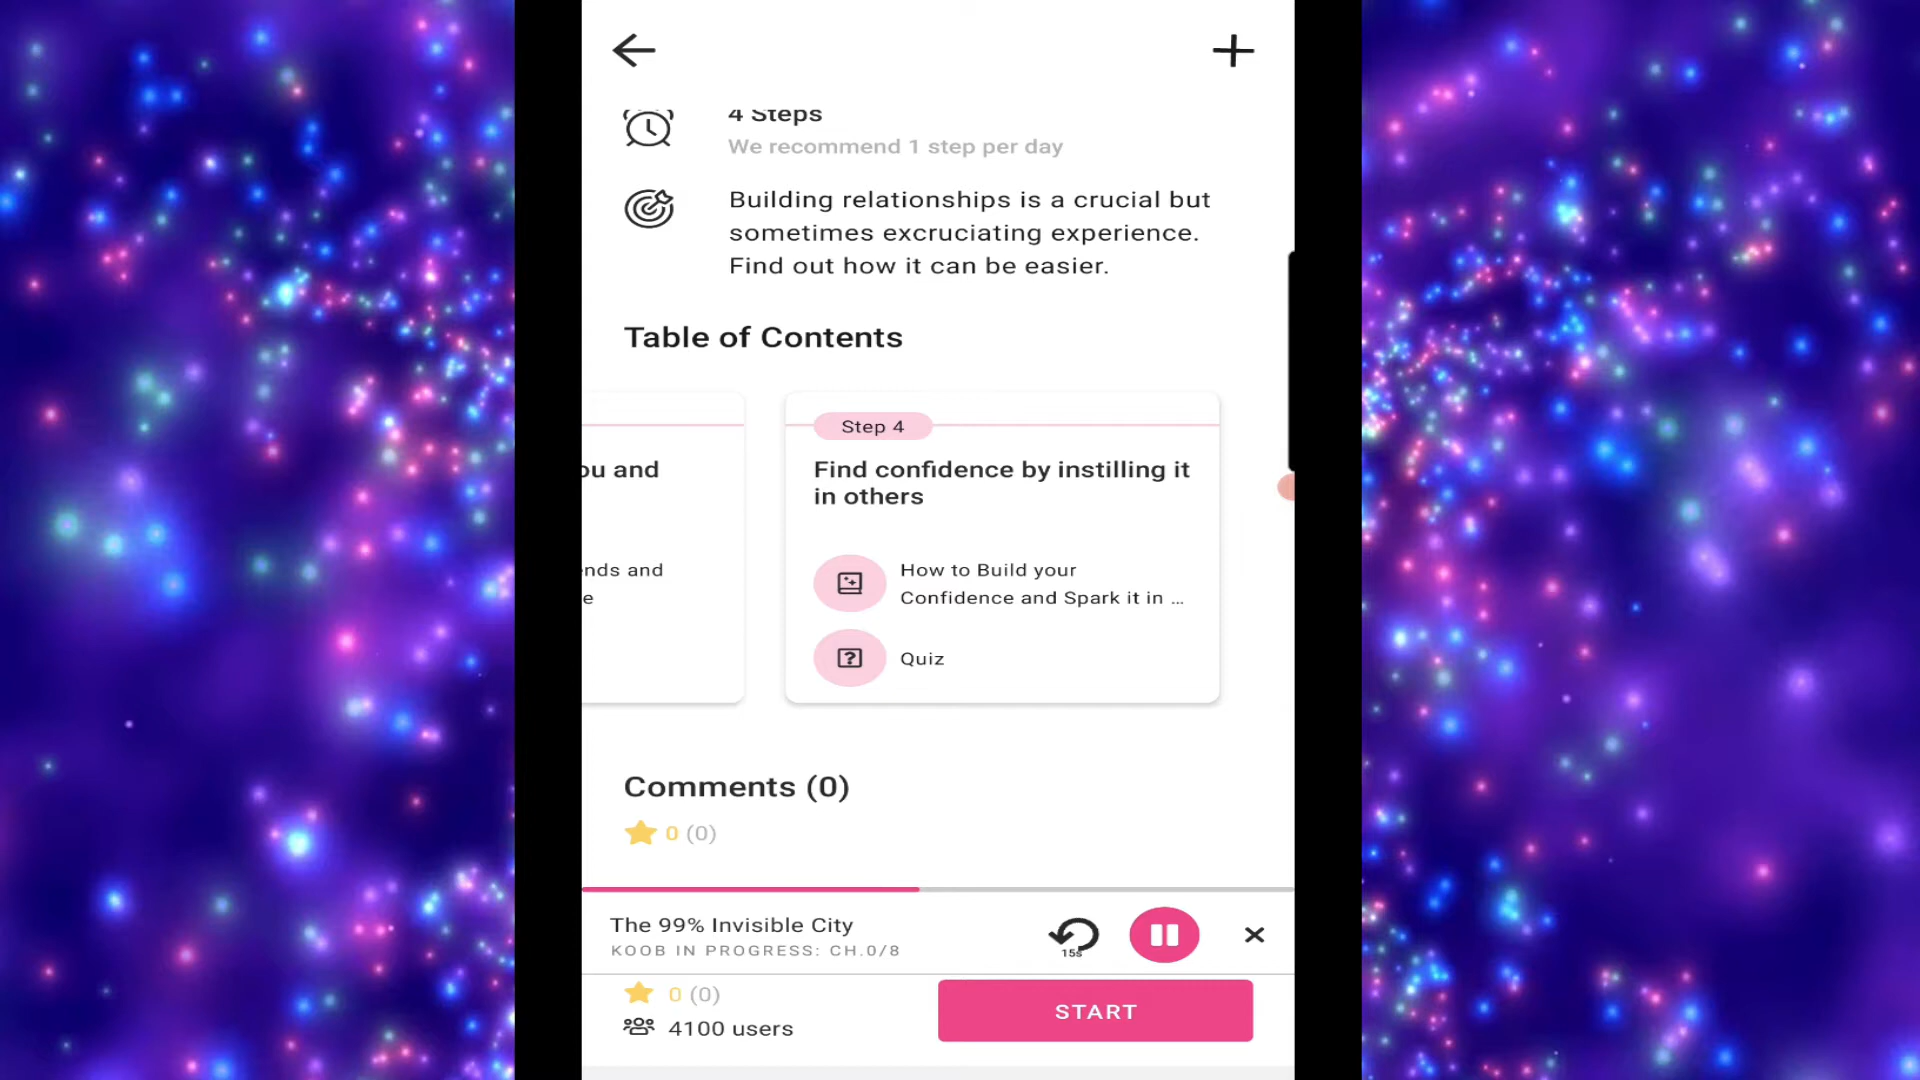 4 Steps
We recommend 1 step per day
Building relationships is a crucial but
sometimes excruciating experience.
Find out how it can be easier.
Table of Contents
ou and
nds and
e
Step 4
Find confidence by instilling it
in others
How to Build your
Confidence and Spark it in ...
Quiz
Comments (0)
0 (0)
The 99% Invisible City
KOOB IN PROGRESS: CH.0/8
15s
0 (0)
4100 users
START